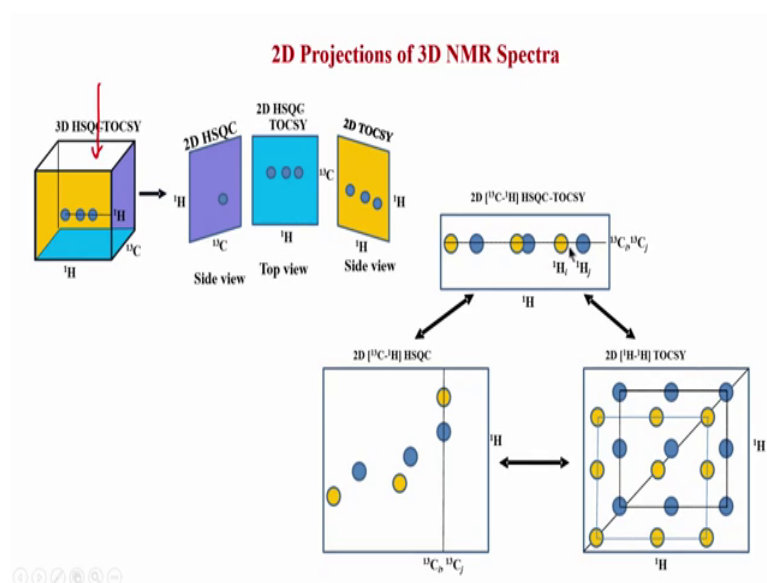 2D Projections of 3D NMR Spectra
3D HSQC-TOCSY
¹H
¹³C
¹H
2D HSQC
¹H
¹³C
Side view
2D HSQC
TOCSY
¹³C
¹H
Top view
2D TOCSY
¹H
¹H
Side view
2D [¹³C-¹H] HSQC-TOCSY
¹³Cᵢ, ¹³Cⱼ
¹Hᵢ ¹Hⱼ
¹H
2D [¹³C-¹H] HSQC
¹H
¹³Cᵢ, ¹³Cⱼ
2D [¹H-¹H] TOCSY
¹H
¹H